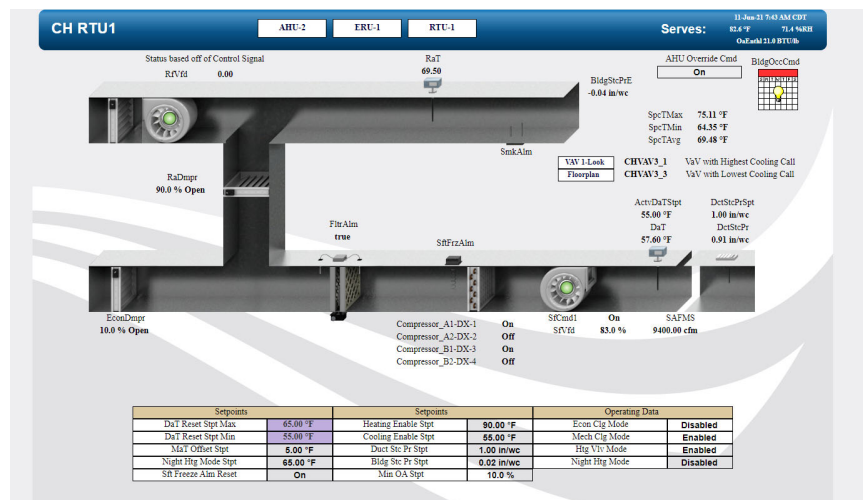 CH RTU1
AHU-2 ERU-1 RTU-1
Serves:
11-Jun-21 7:43 AM CDT
82.6 °F 71.4 %RH
OaEnthl 21.0 BTU/lb
Status based off of Control Signal
RfVfd 0.00
RaT
69.50
BldgStcPrE
-0.04 in/wc
AHU Override Cmd
On
BldgOccCmd
S M T W T F S
SpcTMax 75.11 °F
SpcTMin 64.35 °F
SpcTAvg 69.48 °F
SmkAlm
VAV 1-Look CHVAV3_1 VaV with Highest Cooling Call
Floorplan CHVAV3_3 VaV with Lowest Cooling Call
RaDmpr
90.0 % Open
ActvDaTStpt DctStcPrSpt
55.00 °F 1.00 in/wc
DaT DctStcPr
57.60 °F 0.91 in/wc
FltrAlm
true
SftFrzAlm
EconDmpr
10.0 % Open
Compressor_A1-DX-1 On
Compressor_A2-DX-2 Off
Compressor_B1-DX-3 On
Compressor_B2-DX-4 Off
SfCmd1 On
SfVfd 83.0 %
SAFMS
9400.00 cfm
Setpoints Setpoints Operating Data
DaT Reset Stpt Max 65.00 °F Heating Enable Stpt 90.00 °F Econ Clg Mode Disabled
DaT Reset Stpt Min 55.00 °F Cooling Enable Stpt 55.00 °F Mech Clg Mode Enabled
MaT Offset Stpt 5.00 °F Duct Stc Pr Stpt 1.00 in/wc Htg Vlv Mode Enabled
Night Htg Mode Stpt 65.00 °F Bldg Stc Pr Stpt 0.02 in/wc Night Htg Mode Disabled
Sft Freeze Alm Reset On Min OA Stpt 10.0 %